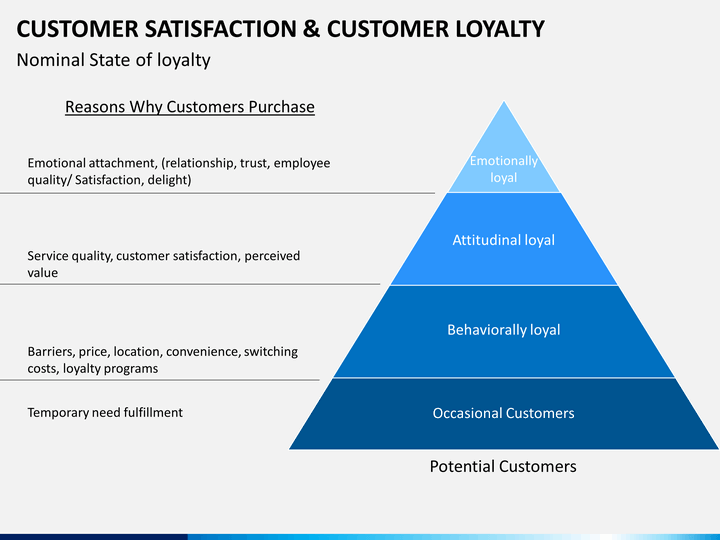 CUSTOMER SATISFACTION & CUSTOMER LOYALTY
Nominal State of loyalty
Reasons Why Customers Purchase
Emotional attachment, (relationship, trust, employee
quality/ Satisfaction, delight)
Emotionally
loyal
Service quality, customer satisfaction, perceived
value
Attitudinal loyal
Barriers, price, location, convenience, switching
costs, loyalty programs
Behaviorally loyal
Temporary need fulfillment
Occasional Customers
Potential Customers